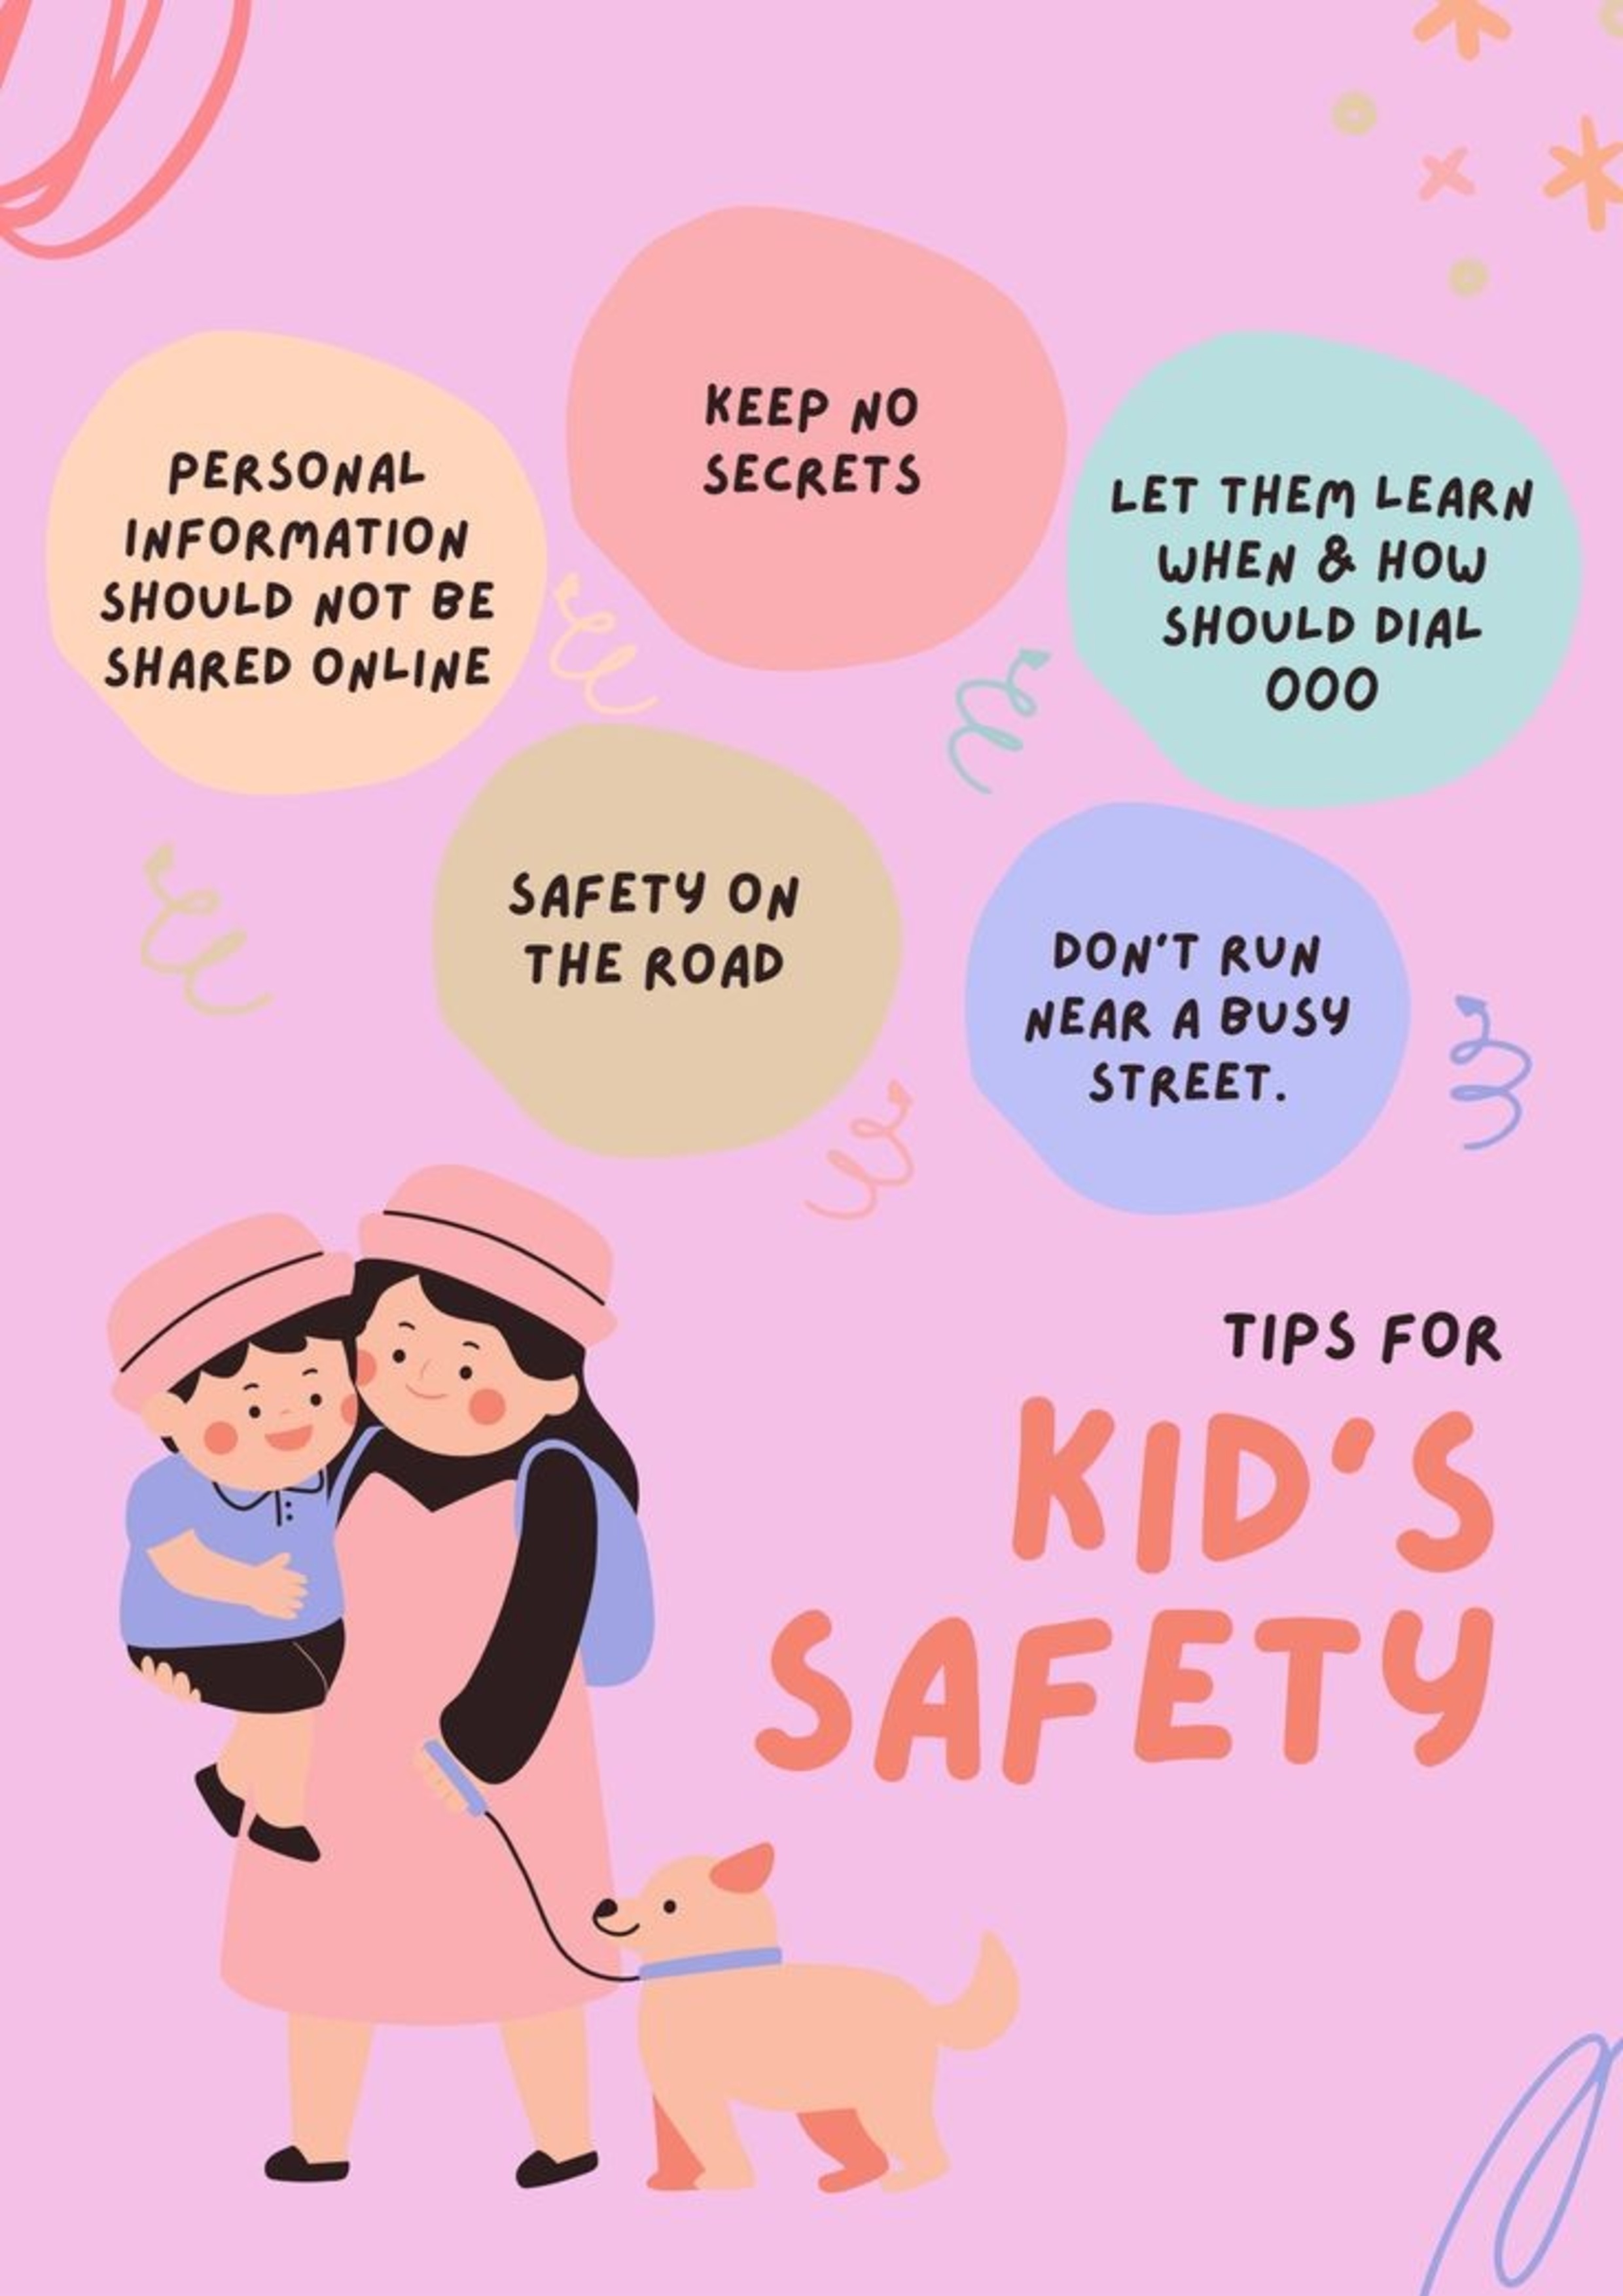 KEEP NO
SECRETS
PERSONAL
INFORMATION
SHOULD NOT BE
SHARED ONLINE
LET THEM LEARN
WHEN & HOW
SHOULD DIAL
000
SAFETY ON
THE ROAD
DON'T RUN
NEAR A BUSY
STREET.
TIPS FOR
KID'S
SAFETY